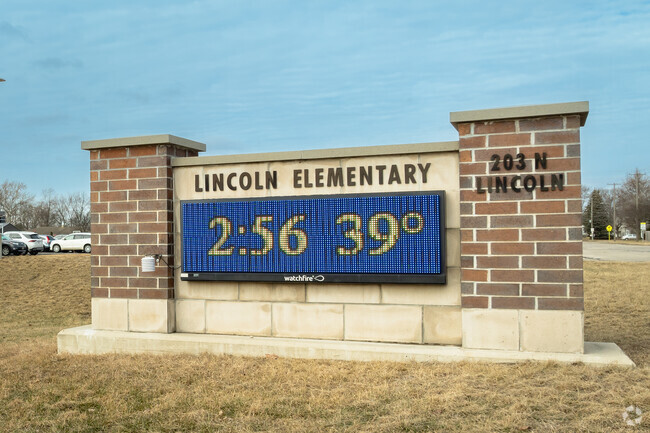 LINCOLN ELEMENTARY
203 N
LINCOLN
2:56 39°
watchfire